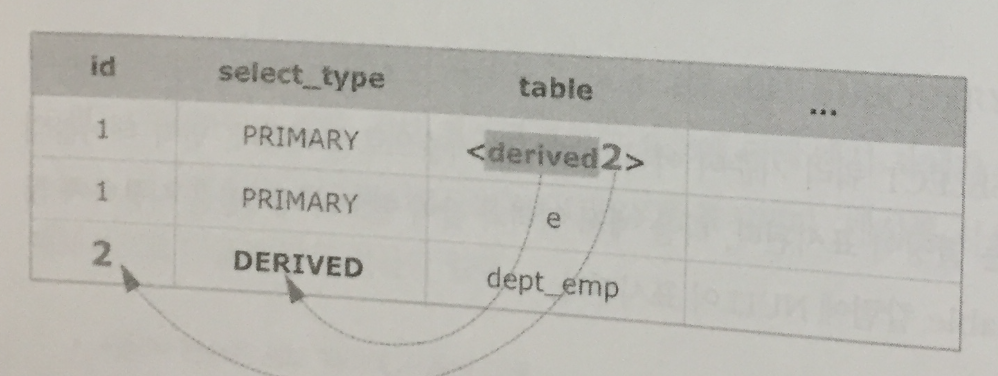 id select_type table ...
1 PRIMARY <derived2>
1 PRIMARY e
2 DERIVED dept_emp